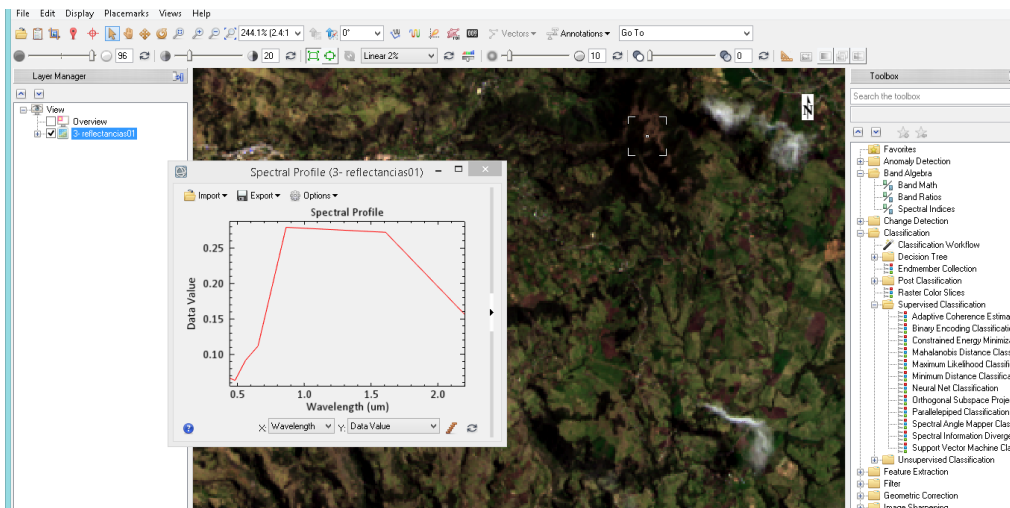 File Edit Display Placemarks Views Help
244.1% (2.4:1 0° Vectors Annotations Go To
96 20 Linear 2% 10 0
Layer Manager
View
Overview
3- reflectancias01
N
Spectral Profile (3- reflectancias01)
Import Export Options
Spectral Profile
Data Value
0.25
0.20
0.15
0.10
0.5 1.0 1.5 2.0
Wavelength (um)
X: Wavelength Y: Data Value
Toolbox
Search the toolbox
Favorites
Anomaly Detection
Band Algebra
Band Math
Band Ratios
Spectral Indices
Change Detection
Classification
Classification Workflow
Decision Tree
Endmember Collection
Post Classification
Raster Color Slices
Supervised Classification
Adaptive Coherence Estima
Binary Encoding Classificati
Constrained Energy Minimiz
Mahalanobis Distance Class
Maximum Likelihood Classifi
Minimum Distance Classifica
Neural Net Classification
Orthogonal Subspace Proje
Parallelepiped Classification
Spectral Angle Mapper Clas
Spectral Information Diverge
Support Vector Machine Cla
Unsupervised Classification
Feature Extraction
Filter
Geometric Correction
Image Sharpening